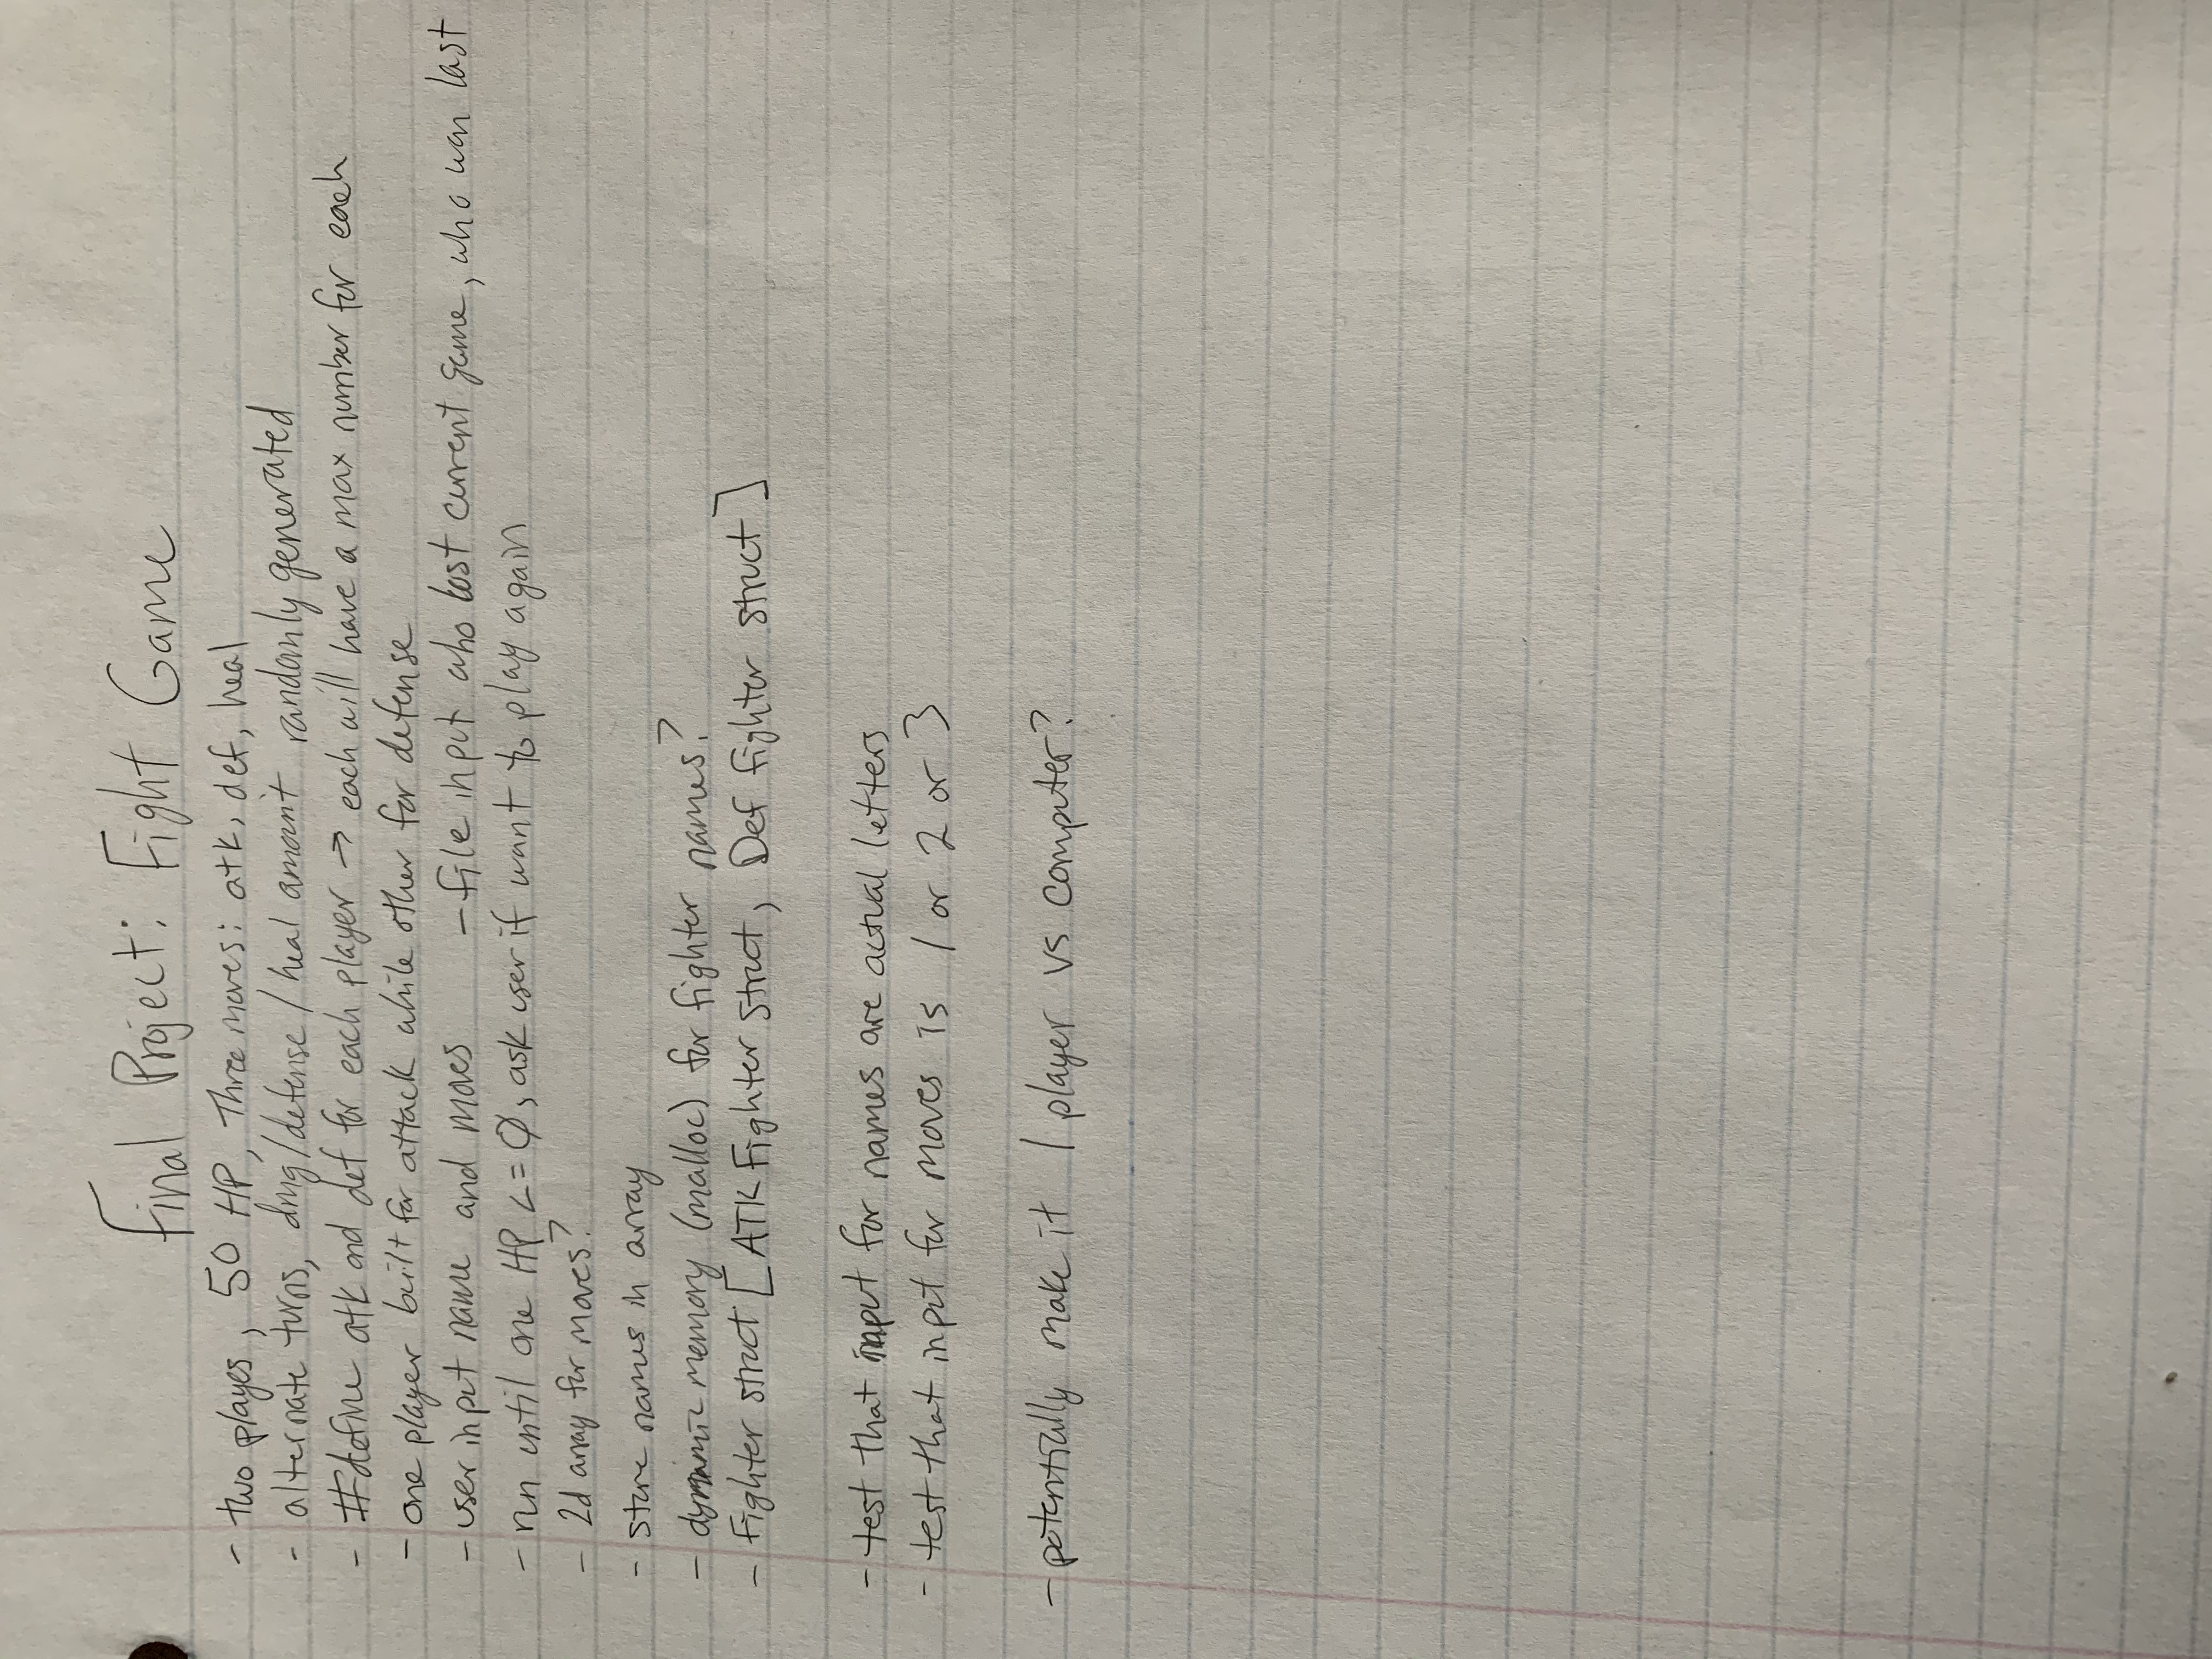 Final Project: Fight Game
- two playes, 50 HP, Three moves: atk, def, heal
- alternate turns, dmg/defense/heal amount randomly generated
- #define atk and def for each player → each will have a max number for each
- one player built for attack while other for defense
- user input name and moves - file input who lost current game, who won last
- run until one HP <= Ø, ask user if want to play again
- 2d array for moves?
- store names in array
- dynamic memory (malloc) for fighter names?
- fighter struct [ATK Fighter struct, Def fighter struct]
- test that input for names are actual letters
- test that input for moves is 1 or 2 or 3
- potentially make it 1 player vs computer?